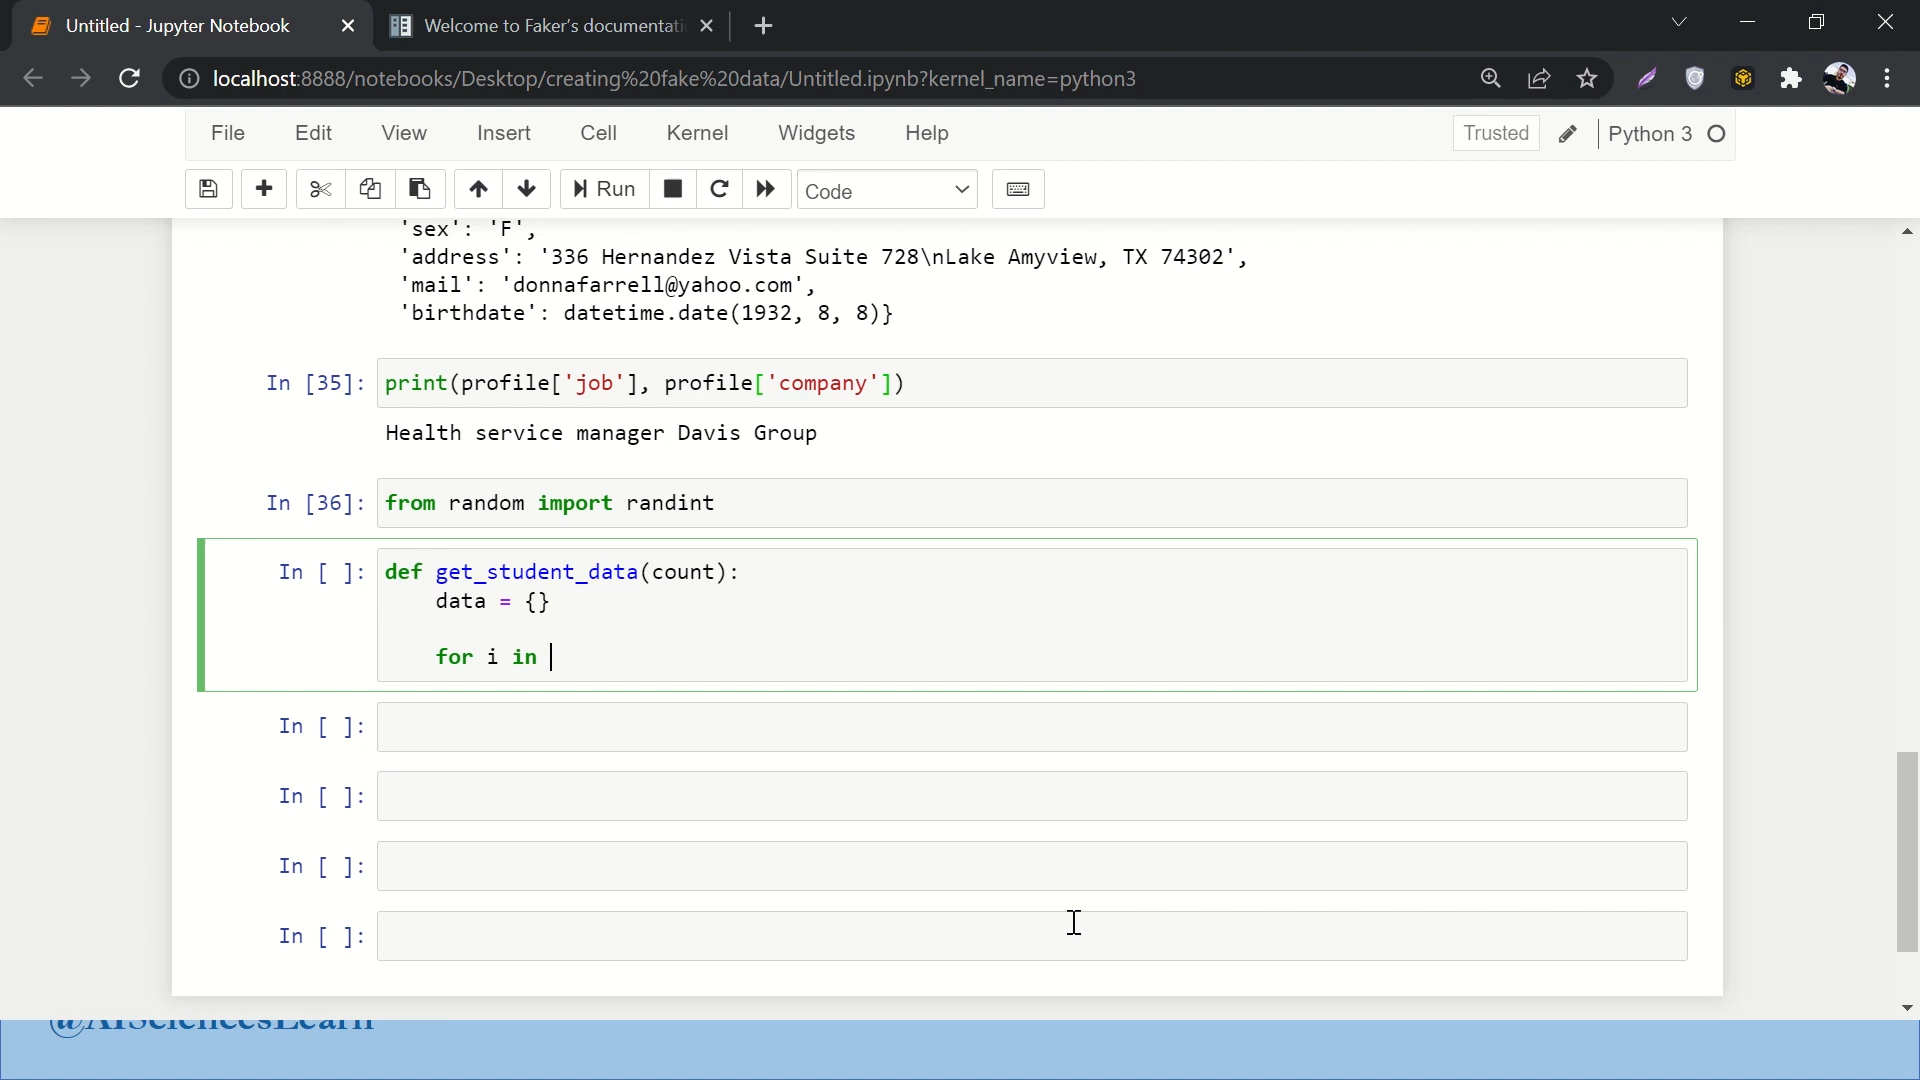 Untitled - Jupyter Notebook
Welcome to Faker's documentati
localhost:8888/notebooks/Desktop/creating%20fake%20data/Untitled.ipynb?kernel_name=python3
File Edit View Insert Cell Kernel Widgets Help
Trusted Python 3
Run Code
'sex': 'F',
'address': '336 Hernandez Vista Suite 728\nLake Amyview, TX 74302',
'mail': 'donnafarrell@yahoo.com',
'birthdate': datetime.date(1932, 8, 8)}
In [35]: print(profile['job'], profile['company'])
Health service manager Davis Group
In [36]: from random import randint
In [ ]: def get_student_data(count):
data = {}
for i in
In [ ]:
In [ ]:
In [ ]:
In [ ]:
@AISciencesLearn